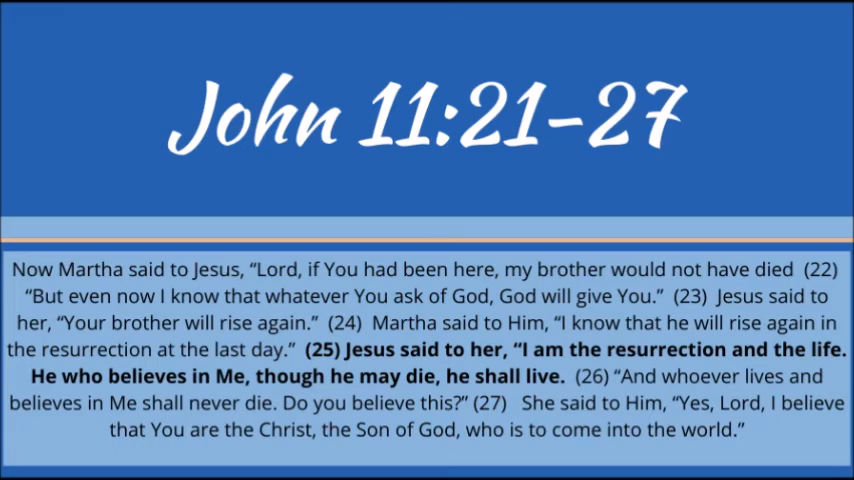 John 11:21-27
Now Martha said to Jesus, “Lord, if You had been here, my brother would not have died (22)
“But even now I know that whatever You ask of God, God will give You.” (23) Jesus said to
her, “Your brother will rise again.” (24) Martha said to Him, “I know that he will rise again in
the resurrection at the last day.” (25) Jesus said to her, “I am the resurrection and the life.
He who believes in Me, though he may die, he shall live. (26) “And whoever lives and
believes in Me shall never die. Do you believe this?” (27) She said to Him, “Yes, Lord, I believe
that You are the Christ, the Son of God, who is to come into the world.”